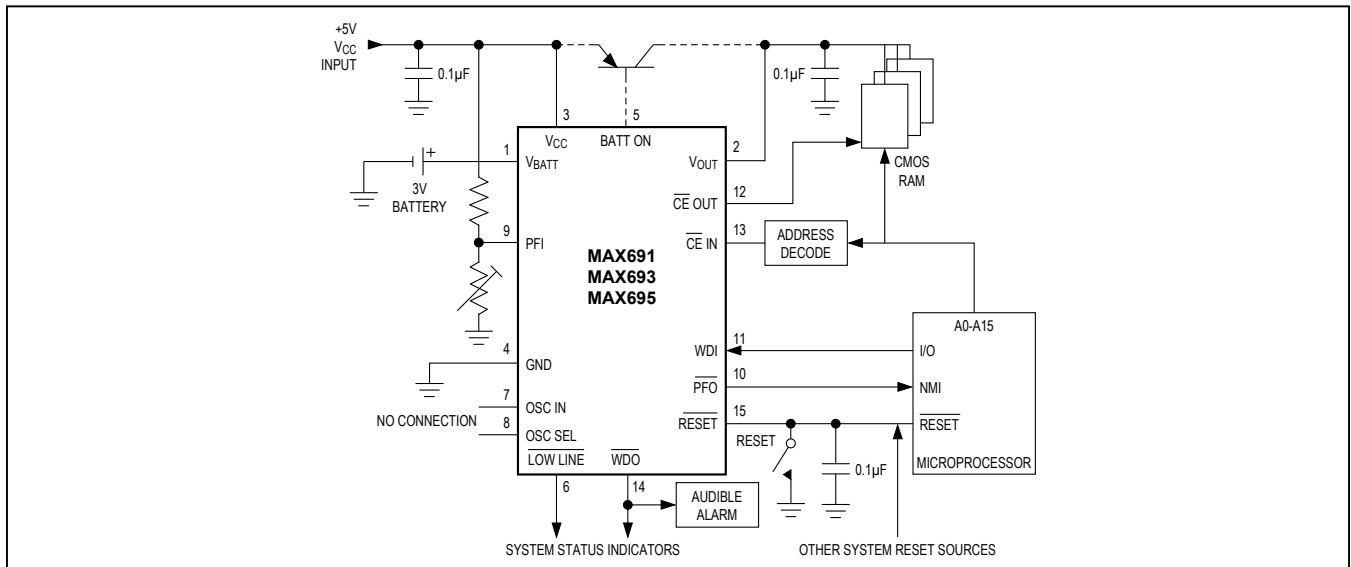 +5V
VCC
INPUT
0.1µF
0.1µF
3
5
VCC
BATT ON
1
VBATT
2
VOUT
CMOS
RAM
3V
BATTERY
12
CE OUT
9
PFI
13
CE IN
ADDRESS
DECODE
MAX691
MAX693
MAX695
A0-A15
11
WDI
I/O
4
GND
10
PFO
NMI
7
OSC IN
15
RESET
RESET
RESET
NO CONNECTION
8
OSC SEL
MICROPROCESSOR
LOW LINE
WDO
0.1µF
6
14
AUDIBLE
ALARM
SYSTEM STATUS INDICATORS
OTHER SYSTEM RESET SOURCES